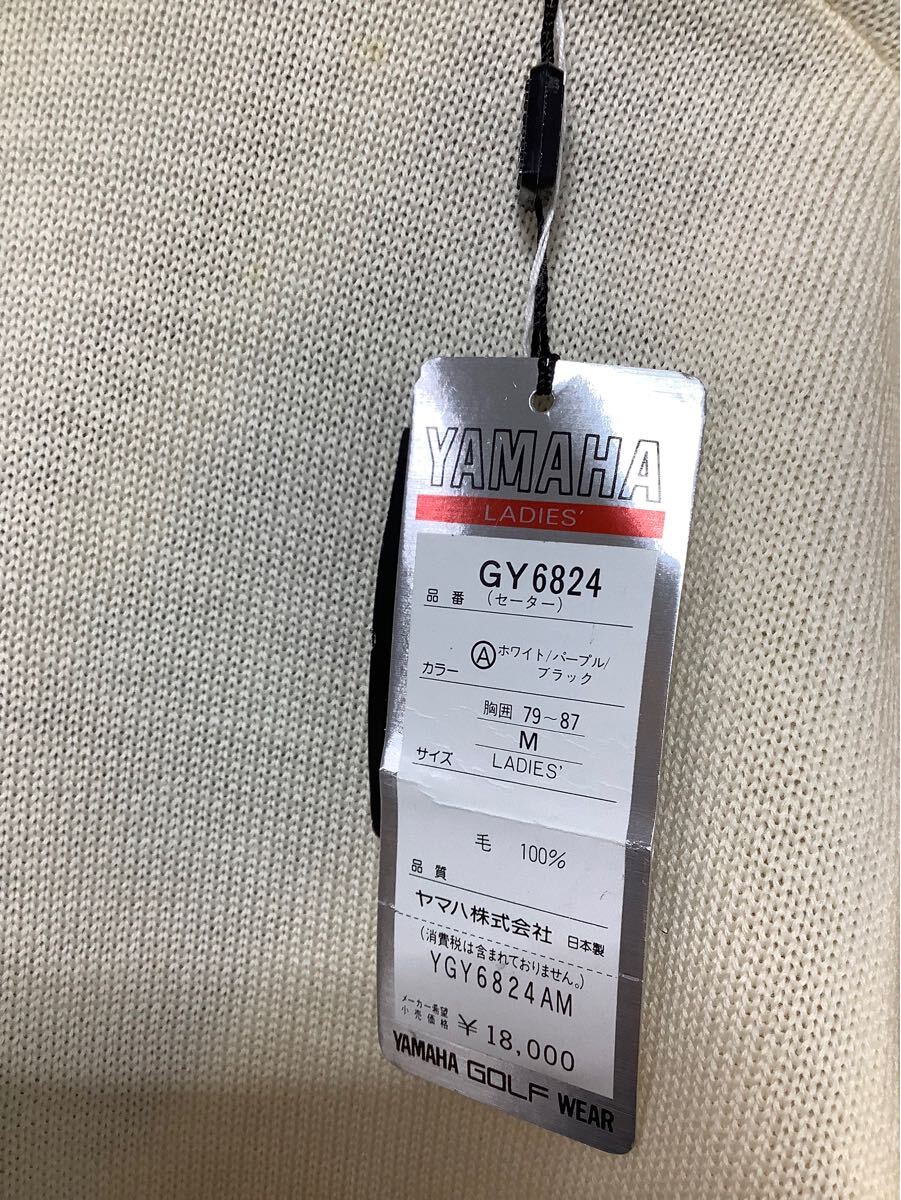 YAMAHA
LADIES'
GY6824
品番 (セーター)
Ⓐ ホワイト/パープル/
カラー ブラック
胸囲 79～87
M
サイズ LADIES'
毛 100%
品質
ヤマハ株式会社 日本製
(消費税は含まれておりません。)
YGY6824AM
メーカー希望
小売価格 ¥18,000
YAMAHA GOLF WEAR